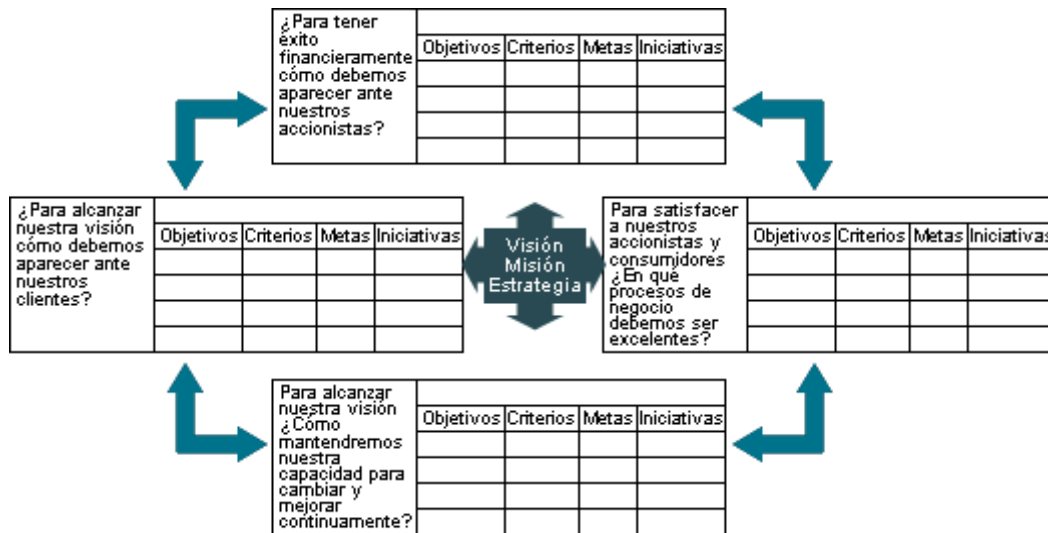 ¿Para tener
éxito
financieramente
cómo debemos
aparecer ante
nuestros
accionistas?
Objetivos Criterios Metas Iniciativas
¿Para alcanzar
nuestra visión
cómo debemos
aparecer ante
nuestros
clientes?
Objetivos Criterios Metas Iniciativas
Visión
Misión
Estrategia
Para satisfacer
a nuestros
accionistas y
consumidores
¿En qué
procesos de
negocio
debemos ser
excelentes?
Objetivos Criterios Metas Iniciativas
Para alcanzar
nuestra visión
¿Cómo
mantendremos
nuestra
capacidad para
cambiar y
mejorar
continuamente?
Objetivos Criterios Metas Iniciativas